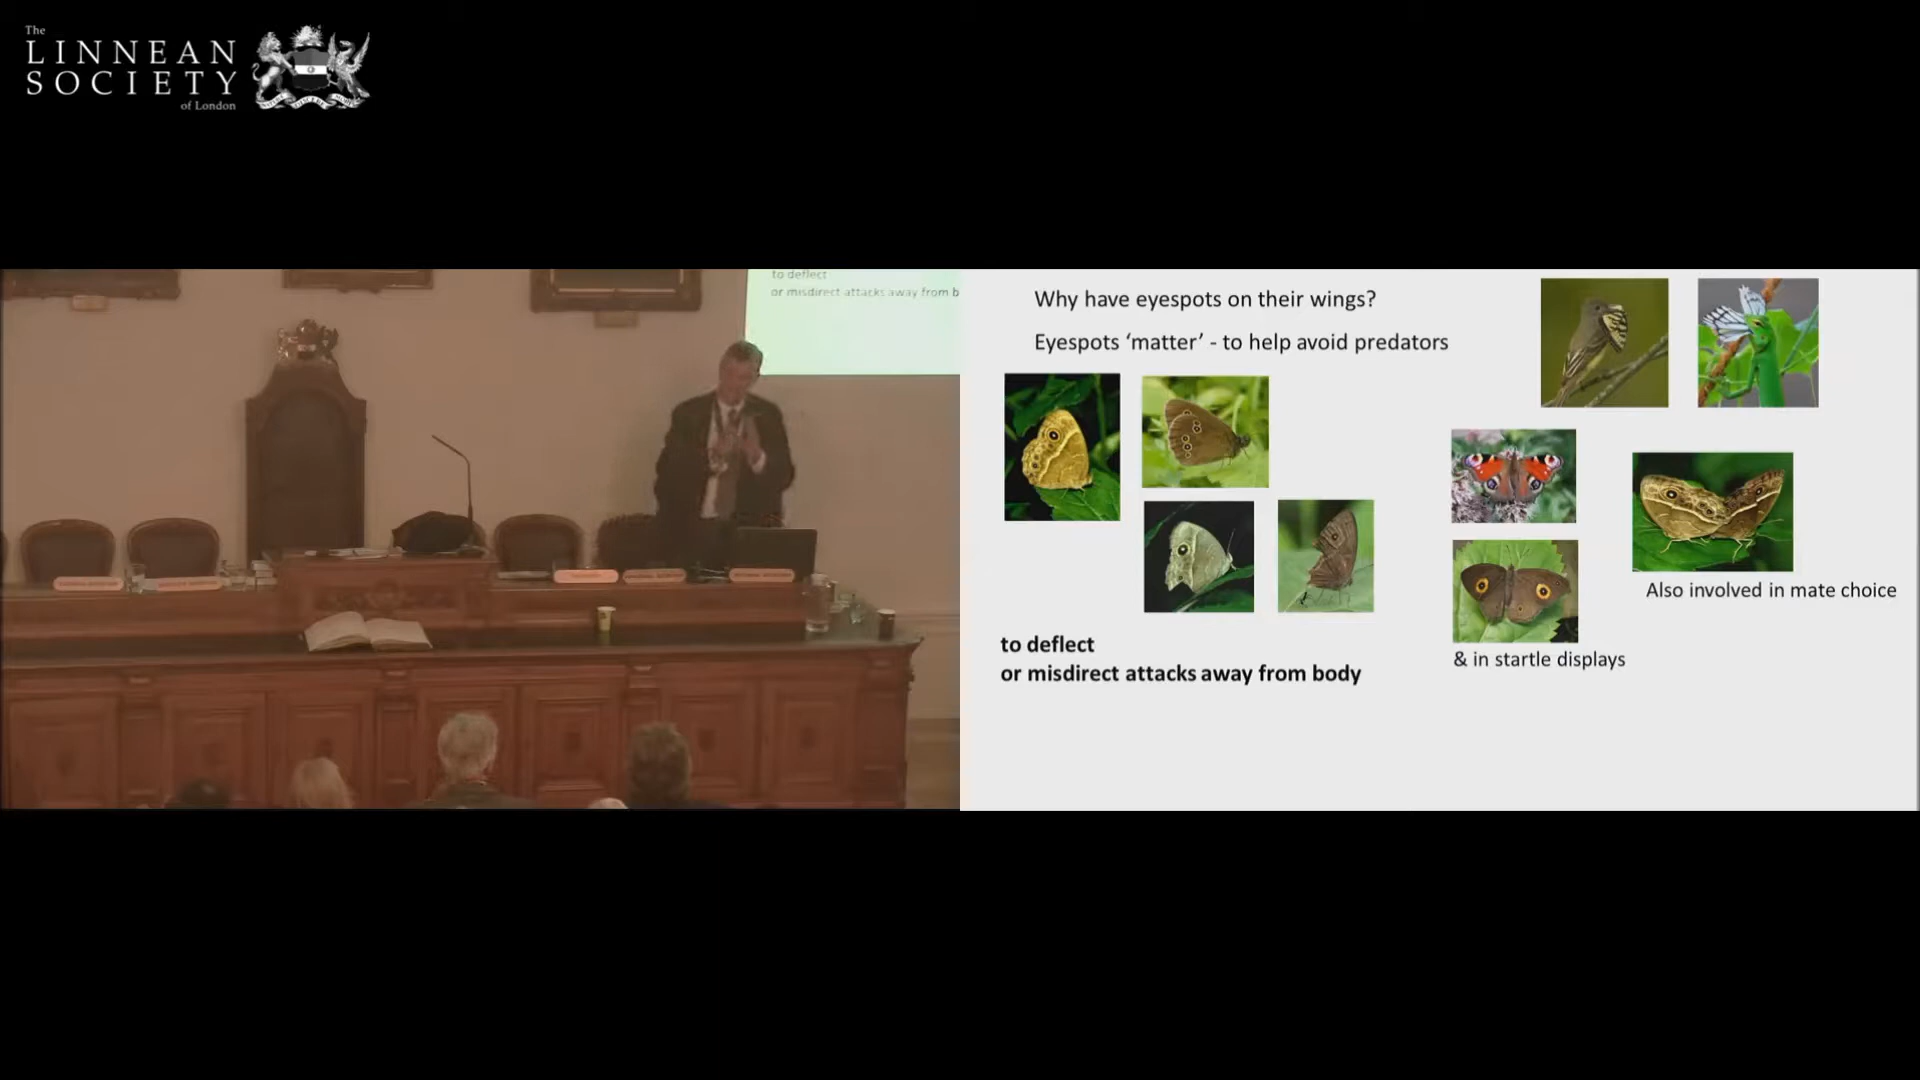 The
LINNEAN
SOCIETY
of London
to deflect
or misdirect attacks away from b
Why have eyespots on their wings?
Eyespots ‘matter’ - to help avoid predators
Also involved in mate choice
& in startle displays
to deflect
or misdirect attacks away from body